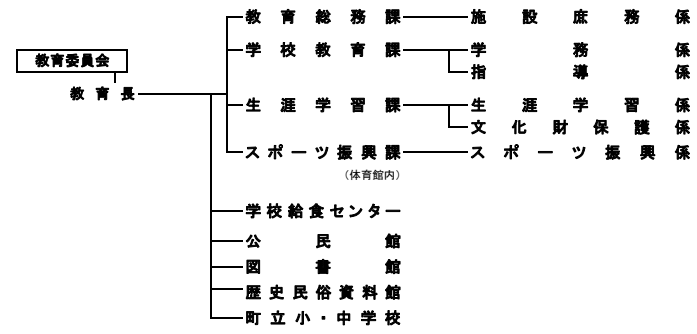 教育総務課 施設庶務係
学校教育課 学務係
教育委員会
指導係
教育長
生涯学習課 生涯学習係
文化財保護係
スポーツ振興課 スポーツ振興係
（体育館内）
学校給食センター
公民館
図書館
歴史民俗資料館
町立小・中学校